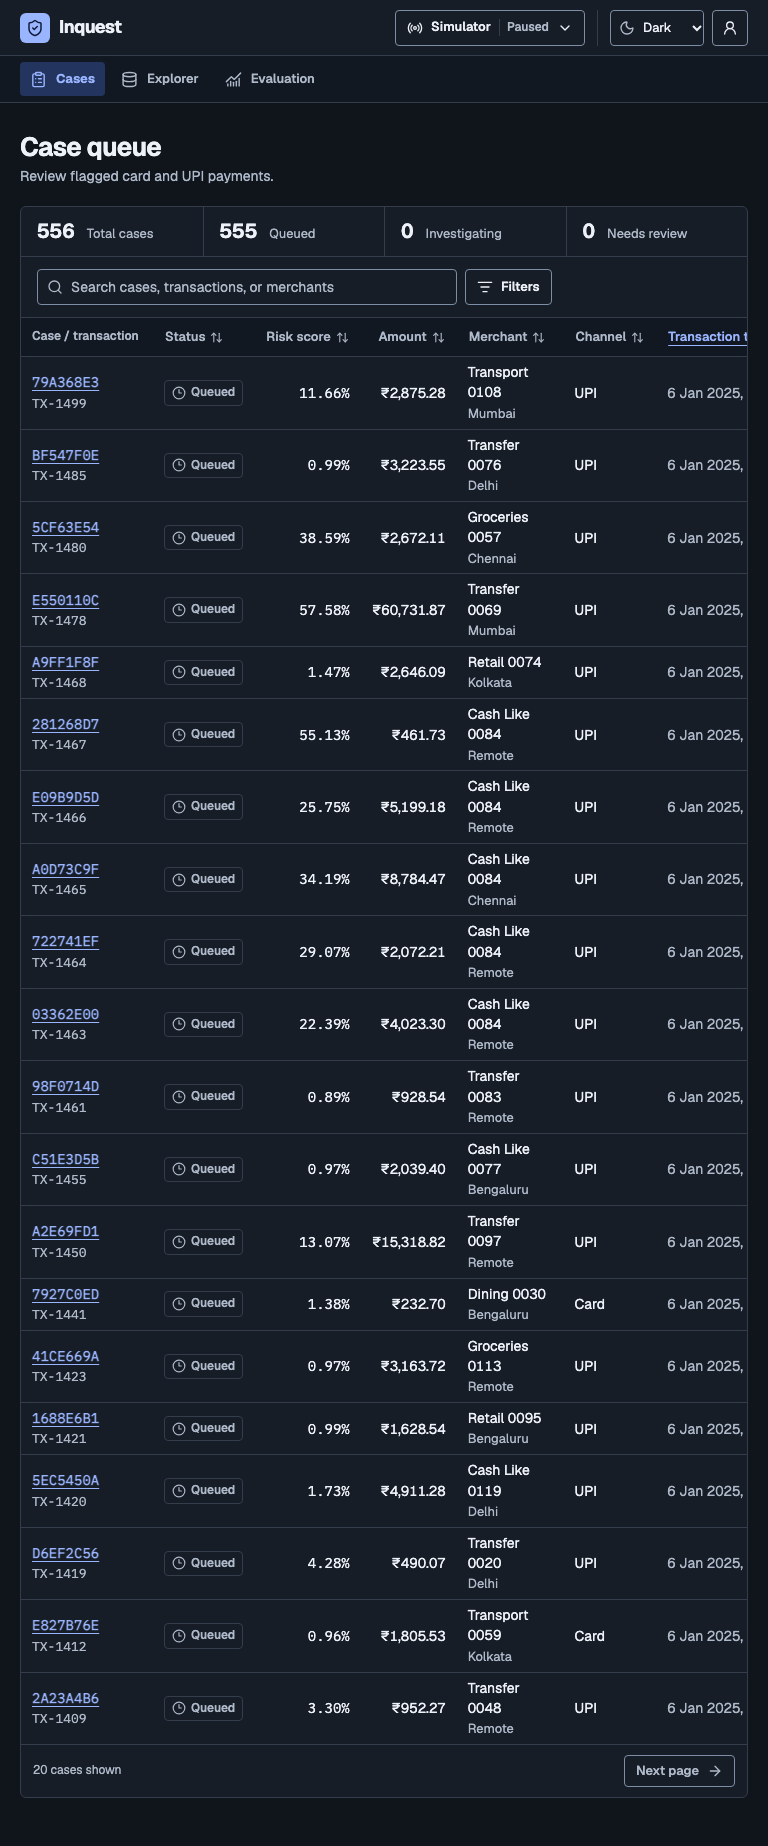 Inquest
Simulator Paused
Dark
Cases Explorer Evaluation
Case queue
Review flagged card and UPI payments.
556 Total cases 555 Queued 0 Investigating 0 Needs review
Search cases, transactions, or merchants
Filters
Case / transaction Status Risk score Amount Merchant Channel Transaction t
79A368E3
TX-1499
Queued 11.66% ₹2,875.28
Transport
0108
Mumbai
UPI 6 Jan 2025,
BF547F0E
TX-1485
Queued 0.99% ₹3,223.55
Transfer
0076
Delhi
UPI 6 Jan 2025,
5CF63E54
TX-1480
Queued 38.59% ₹2,672.11
Groceries
0057
Chennai
UPI 6 Jan 2025,
E550110C
TX-1478
Queued 57.58% ₹60,731.87
Transfer
0069
Mumbai
UPI 6 Jan 2025,
A9FF1F8F
TX-1468
Queued 1.47% ₹2,646.09
Retail 0074
Kolkata
UPI 6 Jan 2025,
281268D7
TX-1467
Queued 55.13% ₹461.73
Cash Like
0084
Remote
UPI 6 Jan 2025,
E09B9D5D
TX-1466
Queued 25.75% ₹5,199.18
Cash Like
0084
Remote
UPI 6 Jan 2025,
A0D73C9F
TX-1465
Queued 34.19% ₹8,784.47
Cash Like
0084
Chennai
UPI 6 Jan 2025,
722741EF
TX-1464
Queued 29.07% ₹2,072.21
Cash Like
0084
Remote
UPI 6 Jan 2025,
03362E00
TX-1463
Queued 22.39% ₹4,023.30
Cash Like
0084
Remote
UPI 6 Jan 2025,
98F0714D
TX-1461
Queued 0.89% ₹928.54
Transfer
0083
Remote
UPI 6 Jan 2025,
C51E3D5B
TX-1455
Queued 0.97% ₹2,039.40
Cash Like
0077
Bengaluru
UPI 6 Jan 2025,
A2E69FD1
TX-1450
Queued 13.07% ₹15,318.82
Transfer
0097
Remote
UPI 6 Jan 2025,
7927C0ED
TX-1441
Queued 1.38% ₹232.70
Dining 0030
Bengaluru
Card 6 Jan 2025,
41CE669A
TX-1423
Queued 0.97% ₹3,163.72
Groceries
0113
Remote
UPI 6 Jan 2025,
1688E6B1
TX-1421
Queued 0.99% ₹1,628.54
Retail 0095
Bengaluru
UPI 6 Jan 2025,
5EC5450A
TX-1420
Queued 1.73% ₹4,911.28
Cash Like
0119
Delhi
UPI 6 Jan 2025,
D6EF2C56
TX-1419
Queued 4.28% ₹490.07
Transfer
0020
Delhi
UPI 6 Jan 2025,
E827B76E
TX-1412
Queued 0.96% ₹1,805.53
Transport
0059
Kolkata
Card 6 Jan 2025,
2A23A4B6
TX-1409
Queued 3.30% ₹952.27
Transfer
0048
Remote
UPI 6 Jan 2025,
20 cases shown
Next page